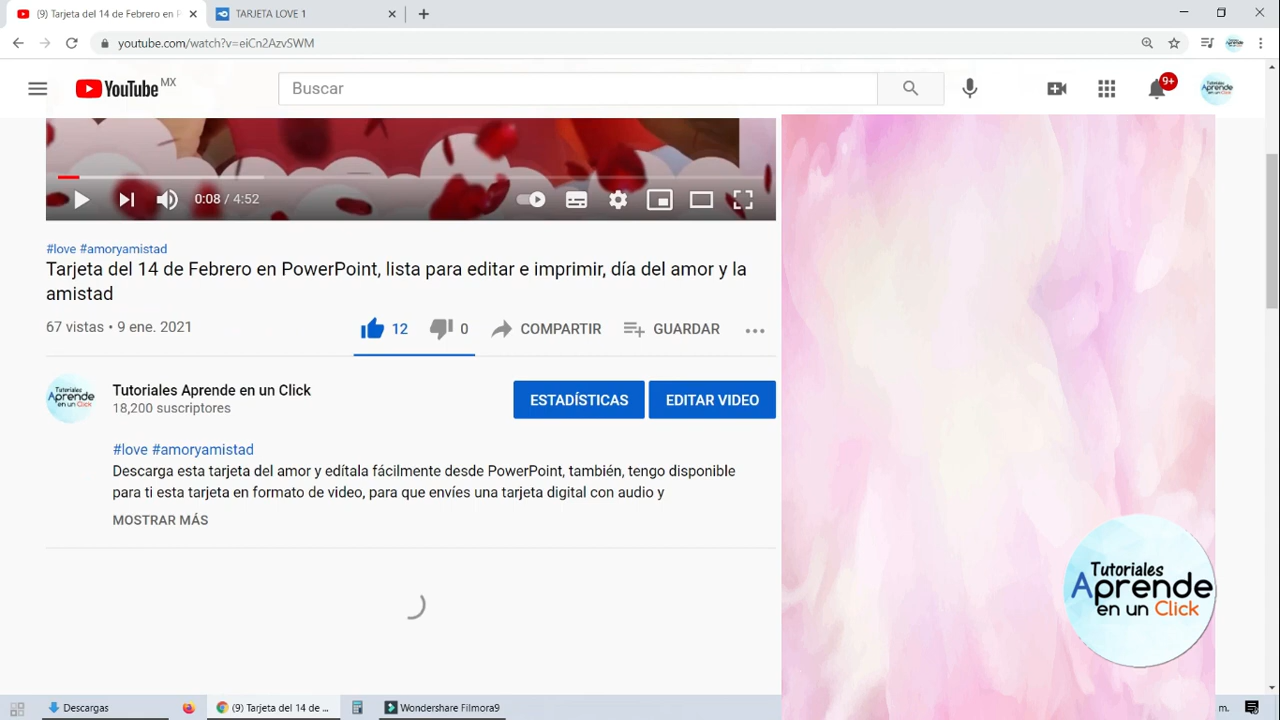 (9) Tarjeta del 14 de Febrero en P
TARJETA LOVE 1
youtube.com/watch?v=eiCn2AzvSWM
YouTube MX
Buscar
9+
0:08 / 4:52
#love #amoryamistad
Tarjeta del 14 de Febrero en PowerPoint, lista para editar e imprimir, día del amor y la
amistad
67 vistas • 9 ene. 2021
12
0
COMPARTIR
GUARDAR
Tutoriales Aprende en un Click
18,200 suscriptores
ESTADÍSTICAS
EDITAR VIDEO
#love #amoryamistad
Descarga esta tarjeta del amor y edítala fácilmente desde PowerPoint, también, tengo disponible
para ti esta tarjeta en formato de video, para que envíes una tarjeta digital con audio y
MOSTRAR MÁS
Tutoriales
Aprende
en un Click
Descargas
(9) Tarjeta del 14 de ...
Wondershare Filmora9
m.